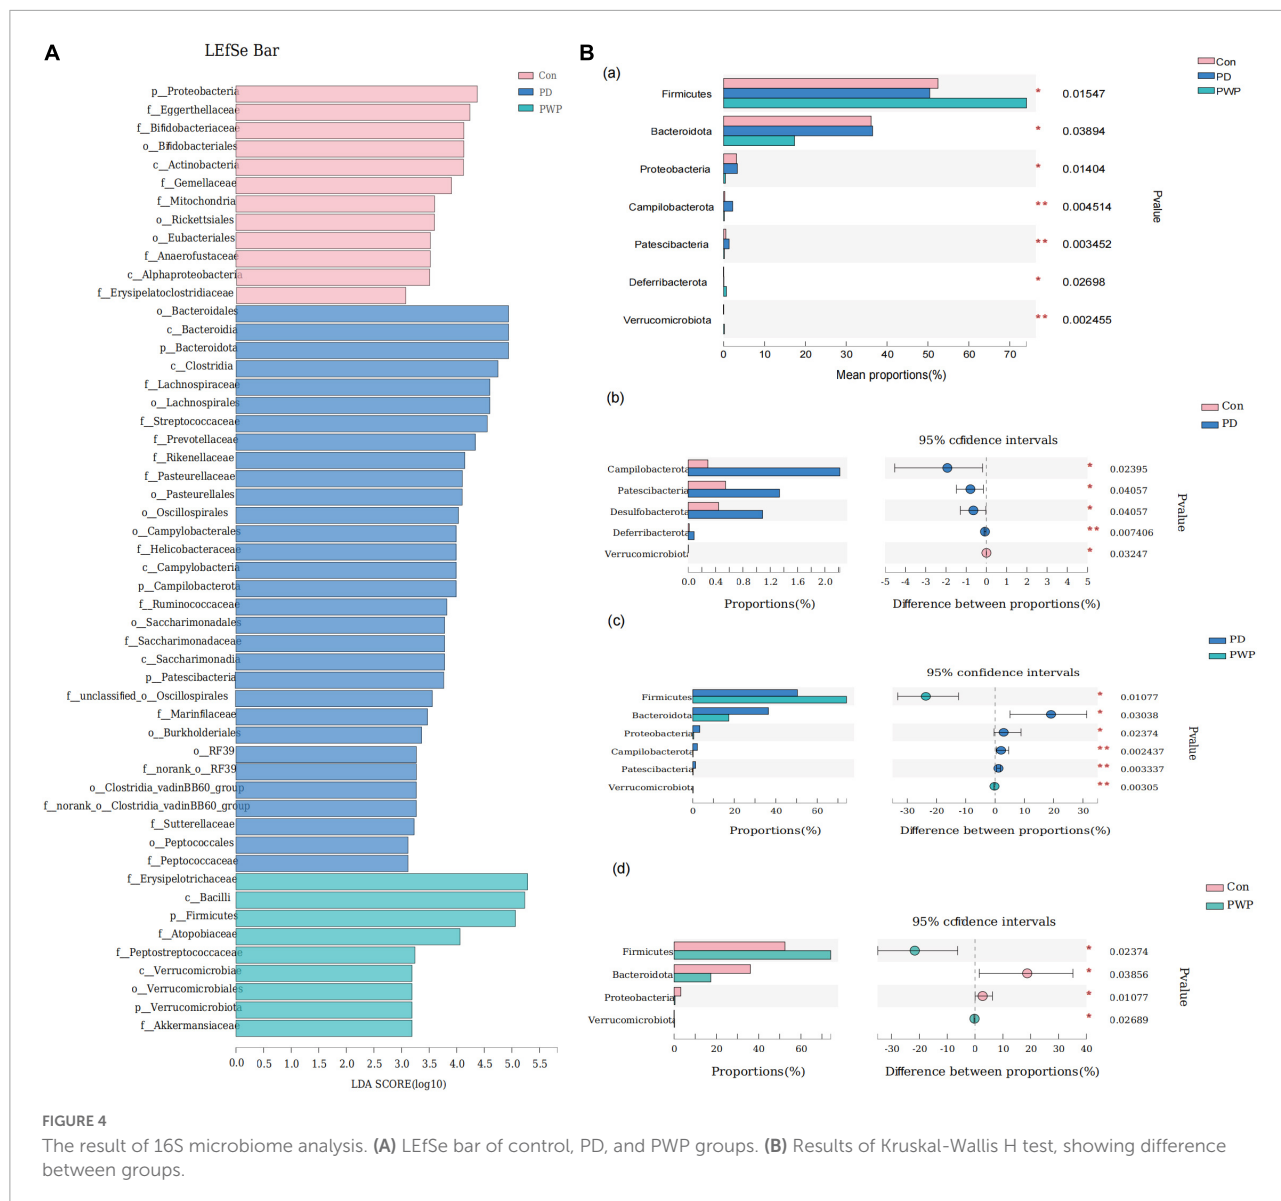 A
LEfSe Bar
Con
PD
PWP
p__Proteobacteria
f__Eggerthellaceae
f__Bifidobacteriaceae
o__Bifidobacteriales
c__Actinobacteria
f__Gemellaceae
f__Mitochondria
o__Rickettsiales
o__Eubacteriales
f__Anaerofustaceae
c__Alphaproteobacteria
f__Erysipelatoclostridiaceae
o__Bacteroidales
c__Bacteroidia
p__Bacteroidota
c__Clostridia
f__Lachnospiraceae
o__Lachnospirales
f__Streptococcaceae
f__Prevotellaceae
f__Rikenellaceae
f__Pasteurellaceae
o__Pasteurellales
o__Oscillospirales
o__Campylobacterales
f__Helicobacteraceae
c__Campylobacteria
p__Campilobacterota
f__Ruminococcaceae
o__Saccharimonadales
f__Saccharimonadaceae
c__Saccharimonadia
p__Patescibacteria
f__unclassified_o__Oscillospirales
f__Marinifilaceae
o__Burkholderiales
o__RF39
f__norank_o__RF39
o__Clostridia_vadinBB60_group
f__norank_o__Clostridia_vadinBB60_group
f__Sutterellaceae
o__Peptococcales
f__Peptococcaceae
f__Erysipelotrichaceae
c__Bacilli
p__Firmicutes
f__Atopobiaceae
f__Peptostreptococcaceae
c__Verrucomicrobiae
o__Verrucomicrobiales
p__Verrucomicrobiota
f__Akkermansiaceae
0.0 0.5 1.0 1.5 2.0 2.5 3.0 3.5 4.0 4.5 5.0 5.5
LDA SCORE(log10)
B
(a)
Con
PD
PWP
Firmicutes * 0.01547
Bacteroidota * 0.03894
Proteobacteria * 0.01404
Campilobacterota ** 0.004514
Patescibacteria ** 0.003452
Deferribacterota * 0.02698
Verrucomicrobiota ** 0.002455
0 10 20 30 40 50 60 70
Mean proportions(%)
Pvalue
(b)
Con
PD
95% cofidence intervals
Campilobacterota * 0.02395
Patescibacteria * 0.04057
Desulfobacterota * 0.04057
Deferribacterota ** 0.007406
Verrucomicrobiota * 0.03247
0.0 0.4 0.8 1.2 1.6 2.0 -5 -4 -3 -2 -1 0 1 2 3 4 5
Proportions(%) Difference between proportions(%)
Pvalue
(c)
PD
PWP
95% confidence intervals
Firmicutes * 0.01077
Bacteroidota * 0.03038
Proteobacteria * 0.02374
Campilobacterota ** 0.002437
Patescibacteria ** 0.003337
Verrucomicrobiota ** 0.00305
0 20 40 60 -30 -20 -10 0 10 20 30
Proportions(%) Difference between proportions(%)
Pvalue
(d)
Con
PWP
95% cofidence intervals
Firmicutes * 0.02374
Bacteroidota * 0.03856
Proteobacteria * 0.01077
Verrucomicrobiota * 0.02689
0 20 40 60 -30 -20 -10 0 10 20 30 40
Proportions(%) Difference between proportions(%)
Pvalue
FIGURE 4
The result of 16S microbiome analysis. (A) LEfSe bar of control, PD, and PWP groups. (B) Results of Kruskal-Wallis H test, showing difference
between groups.